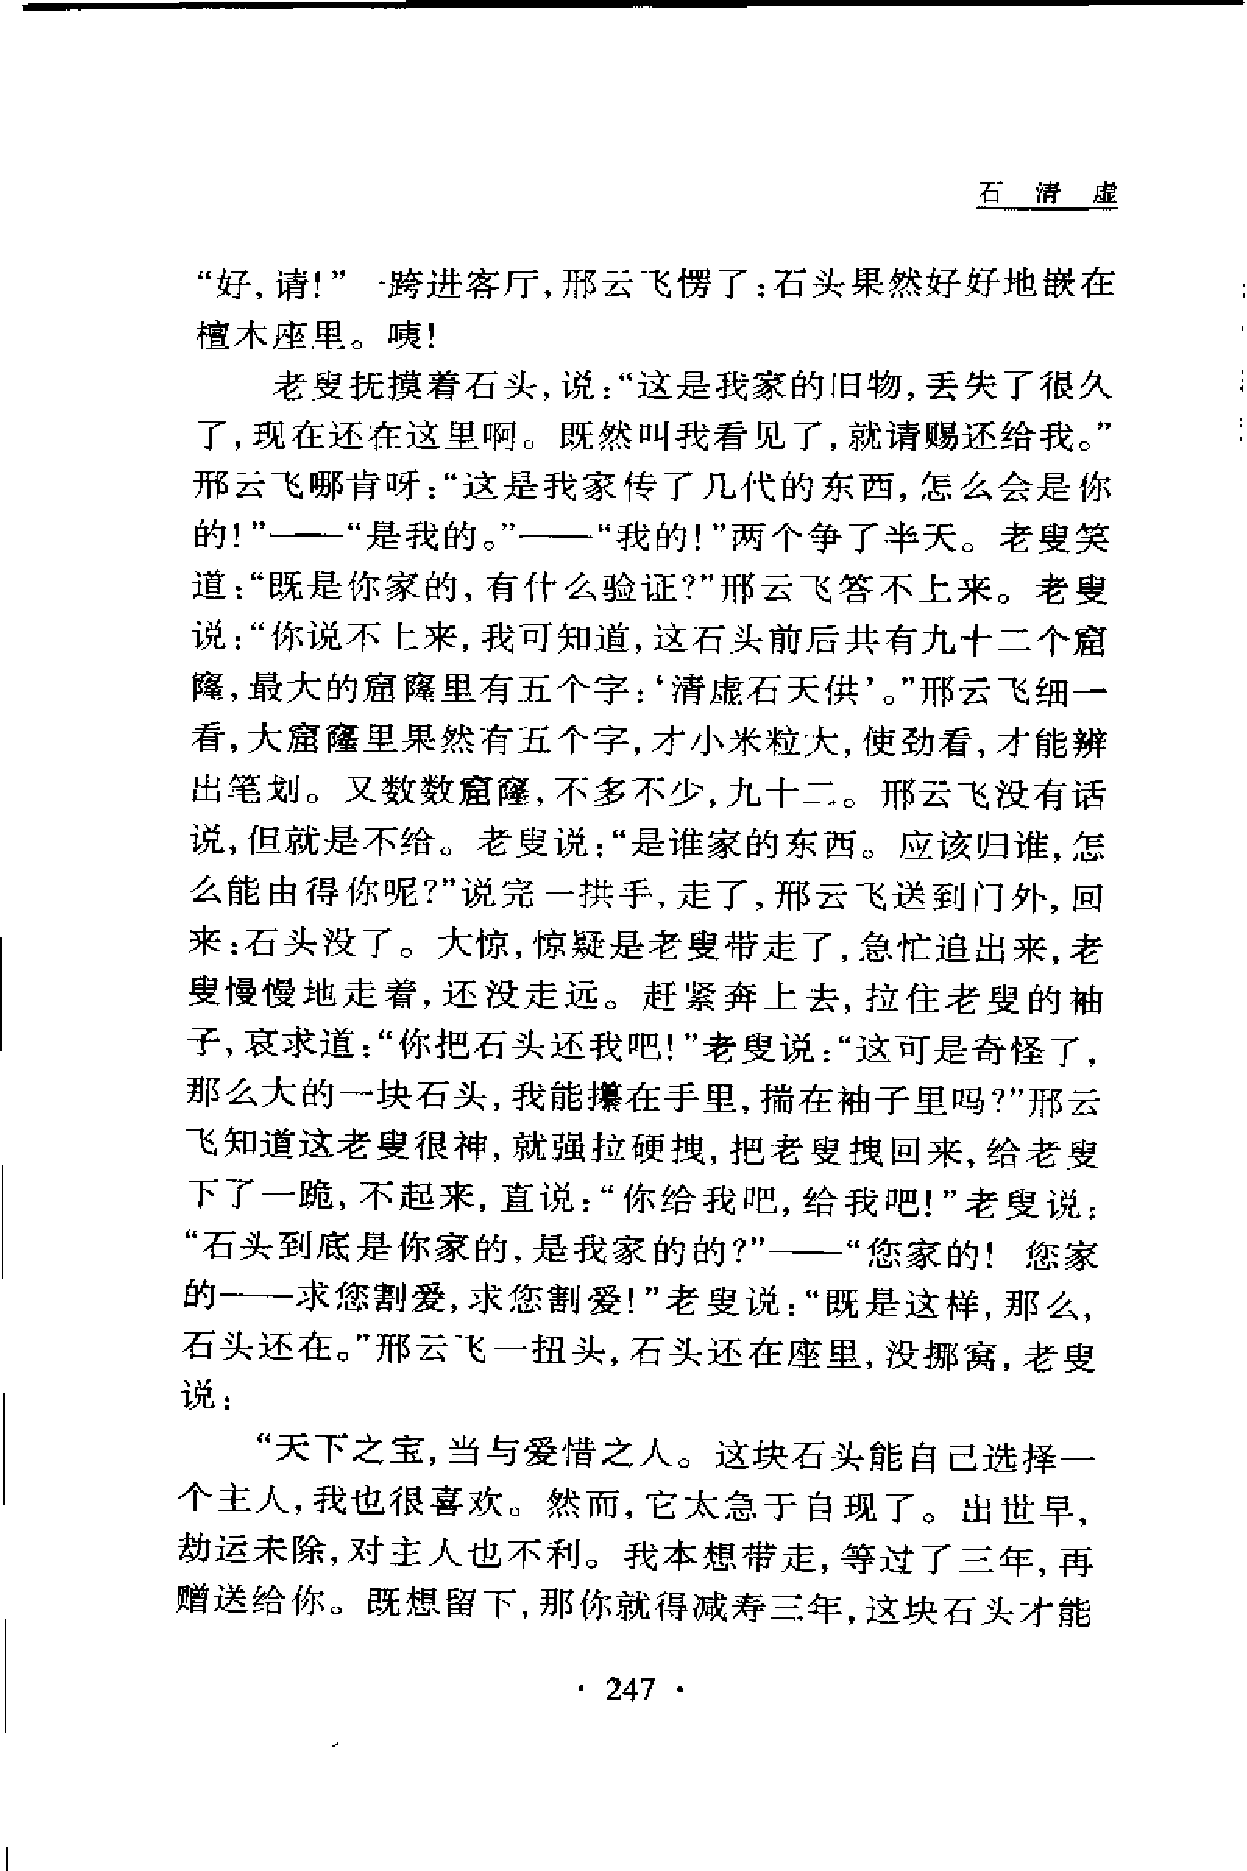 石清虚
“好,请!”一跨进客厅,邢云飞愣了:石头果然好好地嵌在
檀木座里。咦!
老叟抚摸着石头,说:“这是我家的旧物,丢失了很久
了,现在还在这里啊。既然叫我看见了,就请赐还给我。”
邢云飞哪肯呀:“这是我家传了几代的东西,怎么会是你
的!”——“是我的。”——“我的!”两个争了半天。老叟笑
道:“既是你家的,有什么验证?”邢云飞答不上来。老叟
说:“你说不上来,我可知道,这石头前后共有九十二个窟
窿,最大的窟窿里有五个字:‘清虚石天供’。”邢云飞细一
看,大窟窿里果然有五个字,才小米粒大,使劲看,才能辨
出笔划。又数数窟窿,不多不少,九十二。邢云飞没有话
说,但就是不给。老叟说:“是谁家的东西。应该归谁,怎
么能由得你呢?”说完一拱手,走了,邢云飞送到门外,回
来:石头没了。大惊,惊疑是老叟带走了,急忙追出来,老
叟慢慢地走着,还没走远。赶紧奔上去,拉住老叟的袖
子,哀求道:“你把石头还我吧!”老叟说:“这可是奇怪了,
那么大的一块石头,我能攥在手里,揣在袖子里吗?”邢云
飞知道这老叟很神,就强拉硬拽,把老叟拽回来,给老叟
下了一跪,不起来,直说:“你给我吧,给我吧!”老叟说:
“石头到底是你家的,是我家的的?”——“您家的! 您家
的——求您割爱,求您割爱!”老叟说:“既是这样,那么,
石头还在。”邢云飞一扭头,石头还在座里,没挪窝,老叟
说:
“天下之宝,当与爱惜之人。这块石头能自己选择一
个主人,我也很喜欢。然而,它太急于自现了。出世早,
劫运未除,对主人也不利。我本想带走,等过了三年,再
赠送给你。既想留下,那你就得减寿三年,这块石头才能
·247·